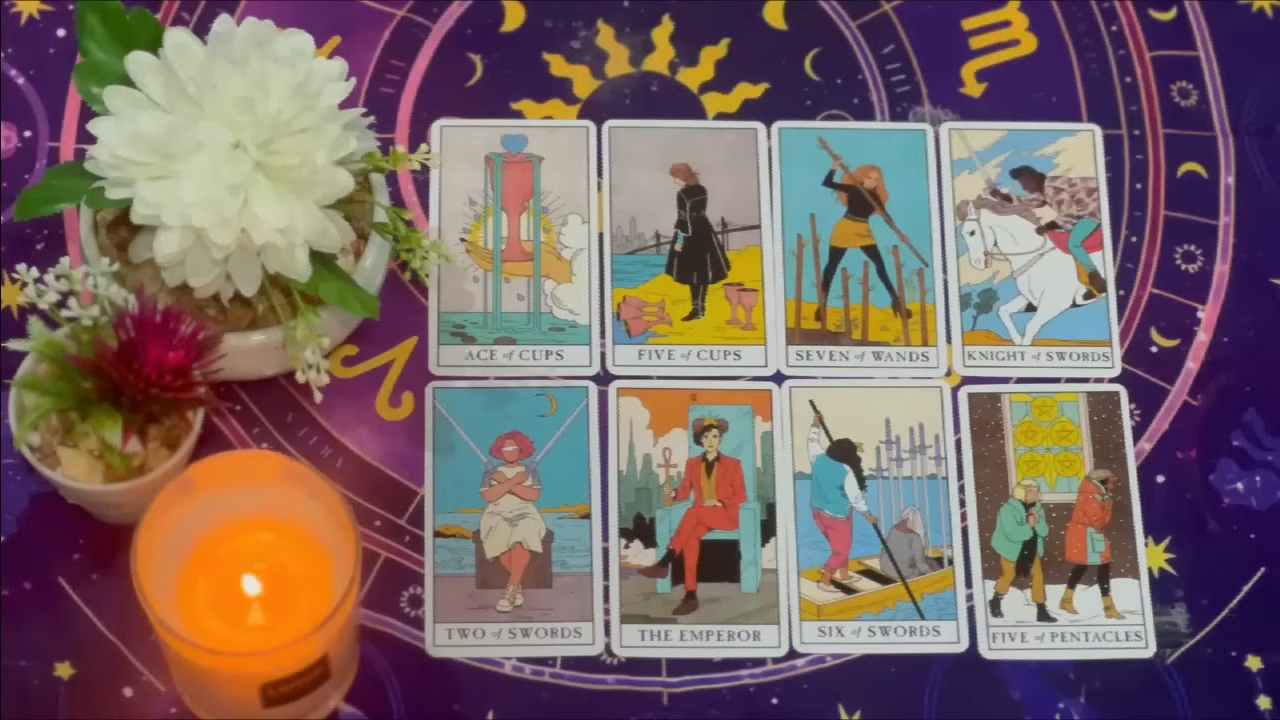 ACE of CUPS
FIVE of CUPS
SEVEN of WANDS
KNIGHT of SWORDS
TWO of SWORDS
THE EMPEROR
SIX of SWORDS
FIVE of PENTACLES